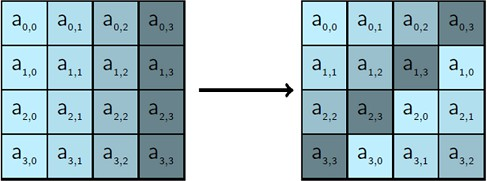 a0,0 a0,1 a0,2 a0,3
a1,0 a1,1 a1,2 a1,3
a2,0 a2,1 a2,2 a2,3
a3,0 a3,1 a3,2 a3,3
a0,0 a0,1 a0,2 a0,3
a1,1 a1,2 a1,3 a1,0
a2,2 a2,3 a2,0 a2,1
a3,3 a3,0 a3,1 a3,2